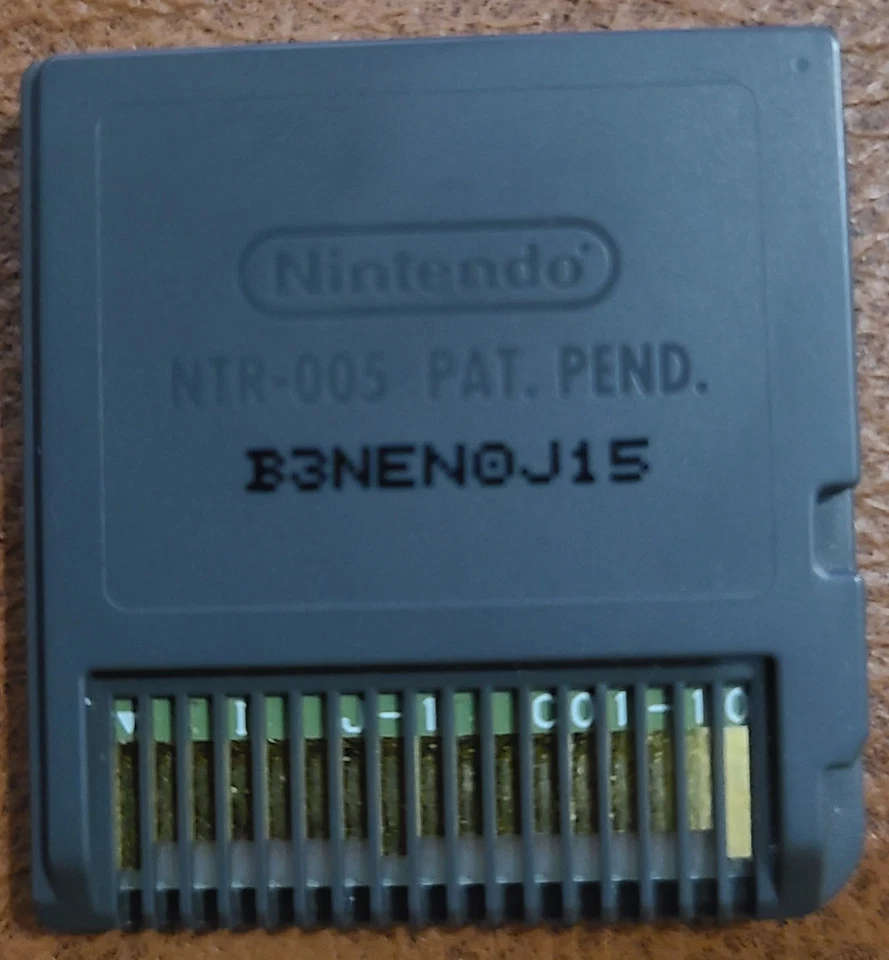 Nintendo
NTR-005 PAT. PEND.
B3NEN0J15